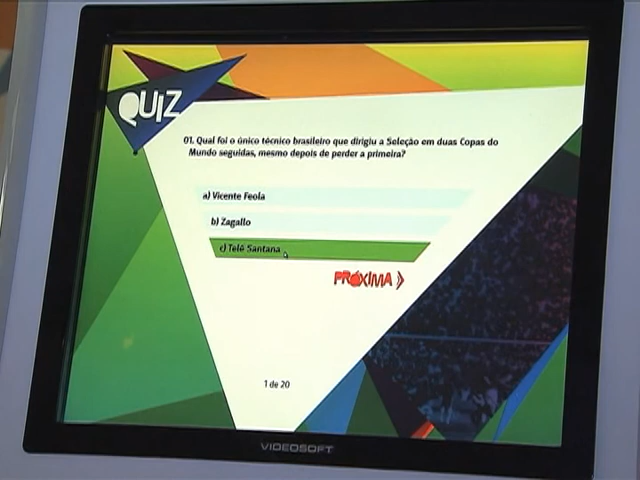 QUIZ
01. Qual foi o único técnico brasileiro que dirigiu a Seleção em duas Copas do
Mundo seguidas, mesmo depois de perder a primeira?
a) Vicente Feola
b) Zagallo
c) Telê Santana
PRÓXIMA
1 de 20
VIDEOSOFT